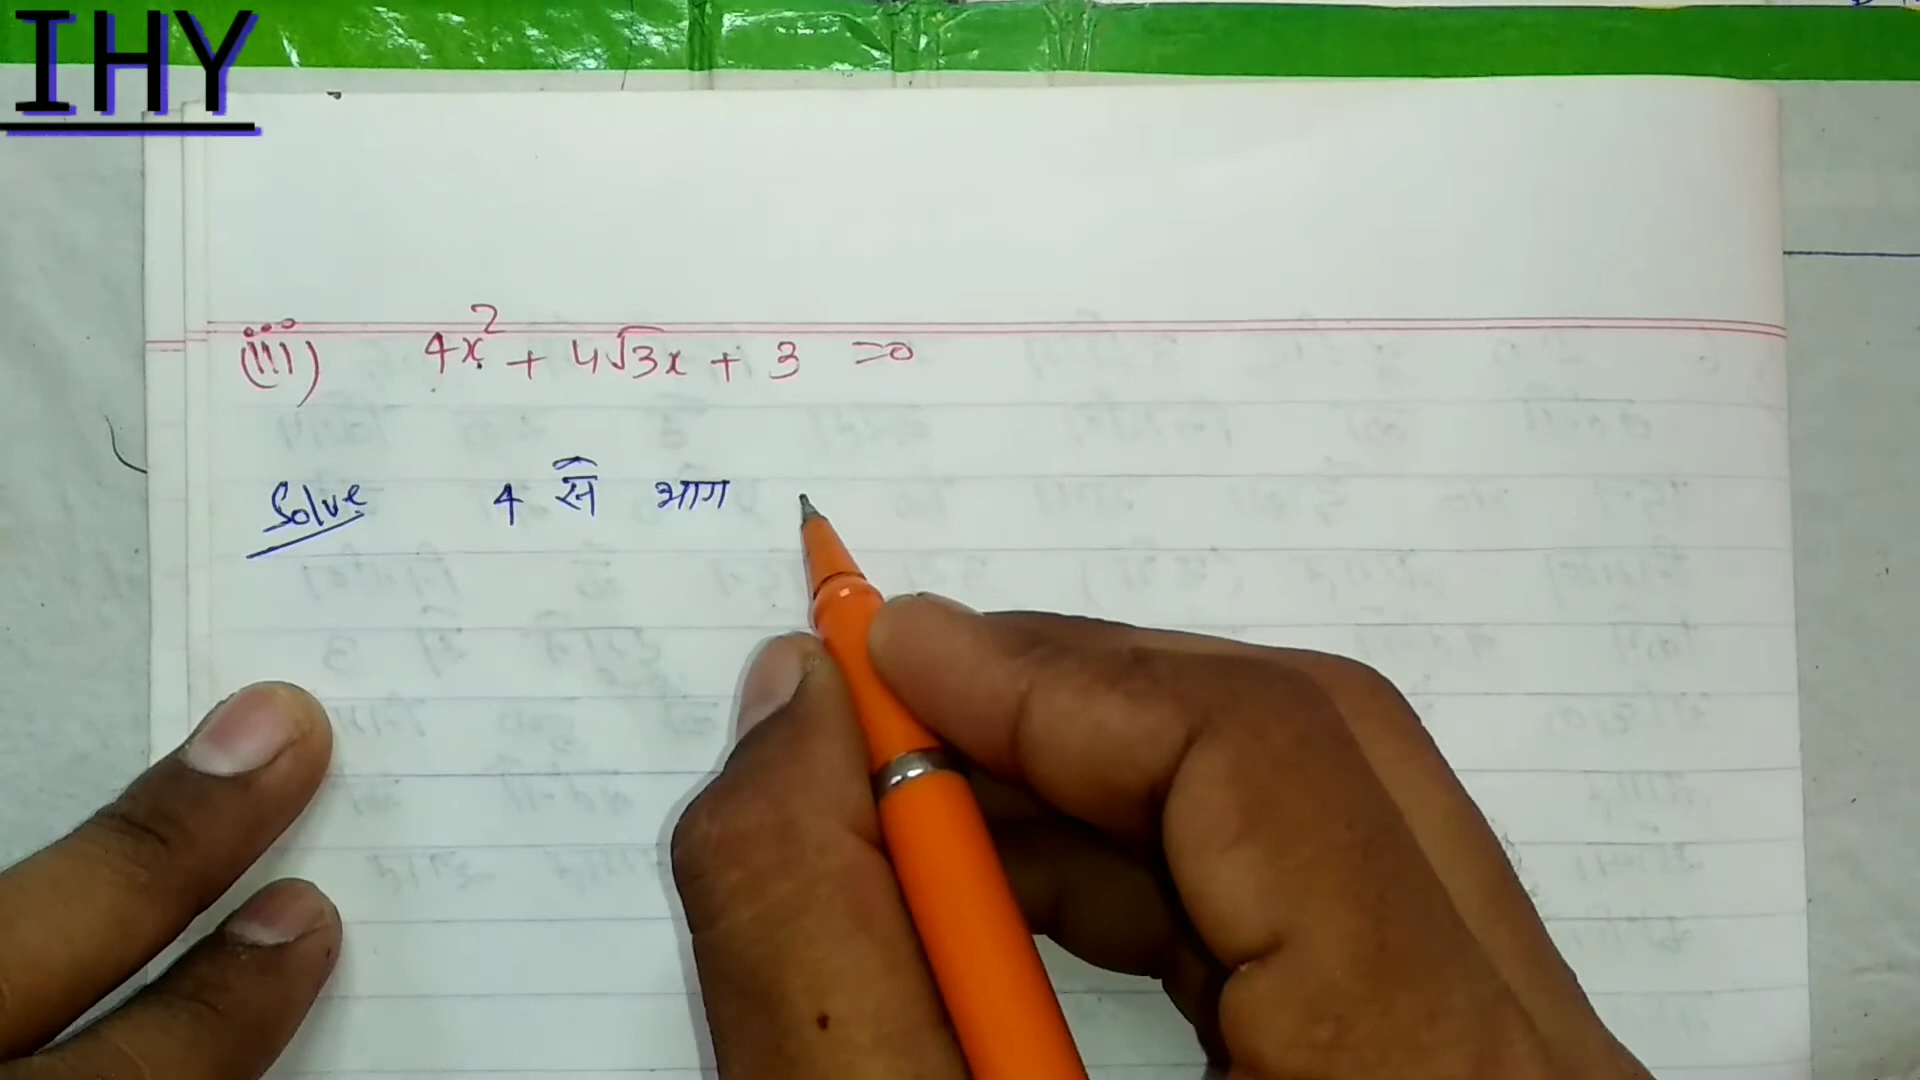 IHY
(iii) 4x² + 4√3x + 3 =0
Solve 4 से भाग